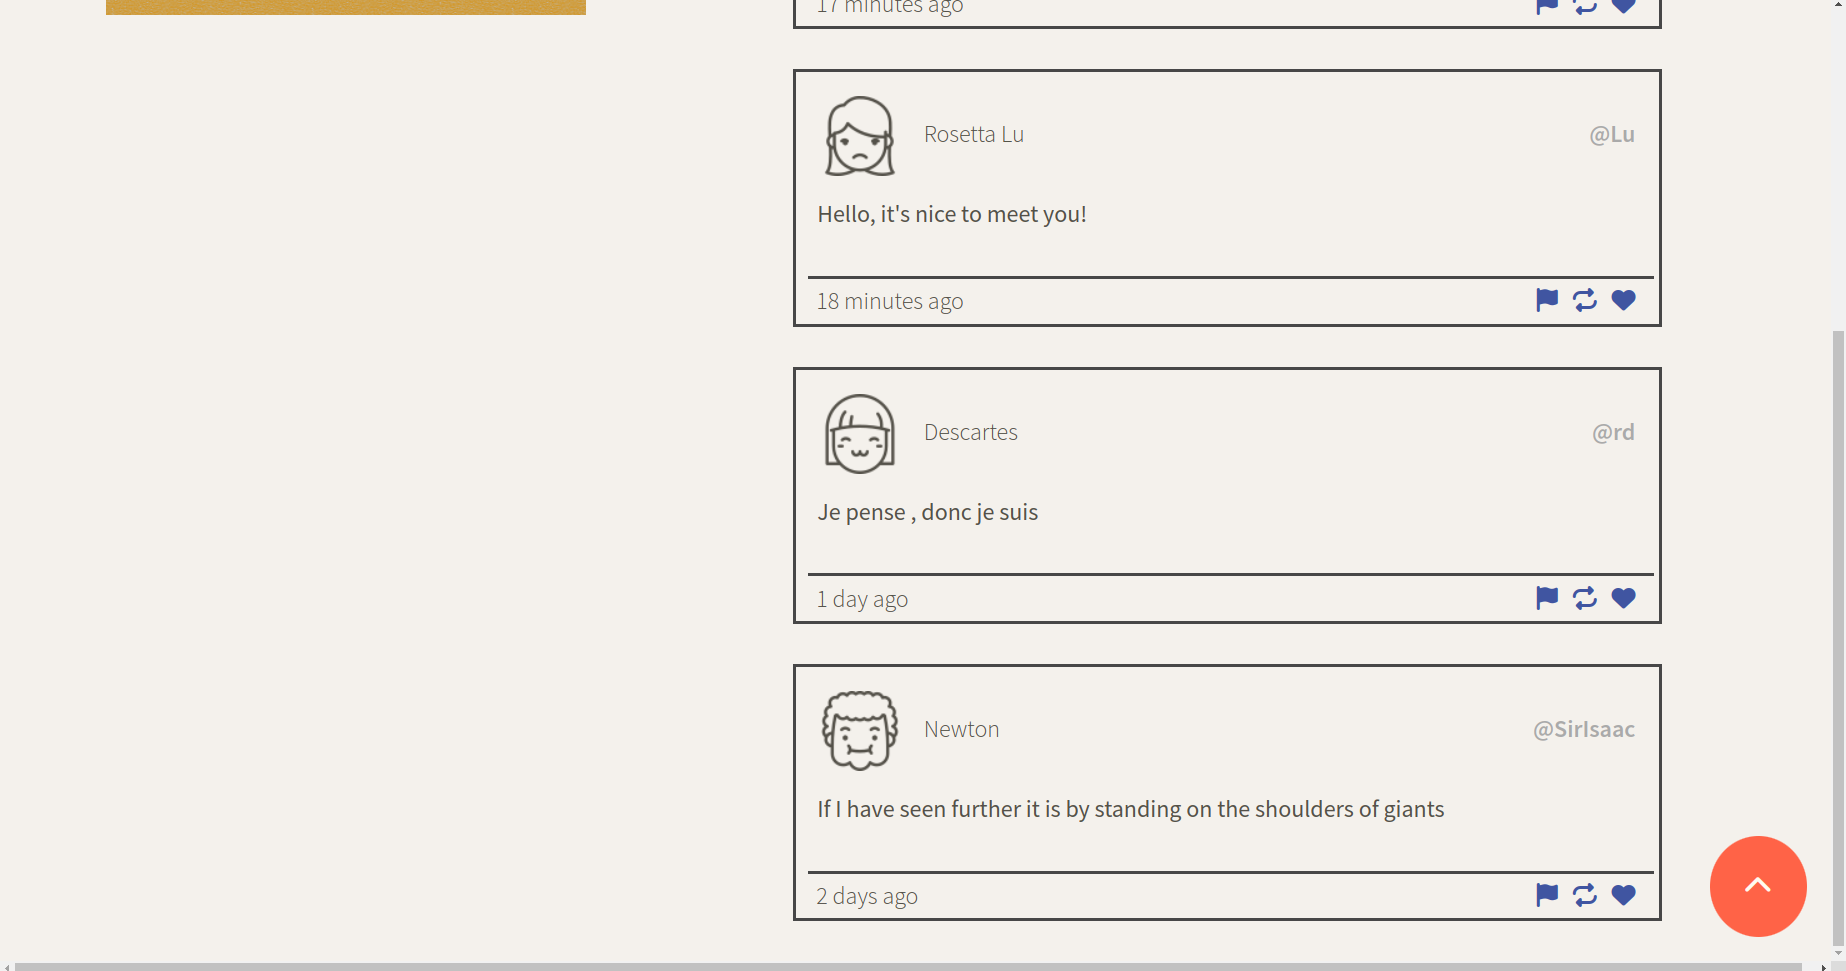 17 minutes ago
Rosetta Lu
@Lu
Hello, it's nice to meet you!
18 minutes ago
Descartes
@rd
Je pense , donc je suis
1 day ago
Newton
@SirIsaac
If I have seen further it is by standing on the shoulders of giants
2 days ago